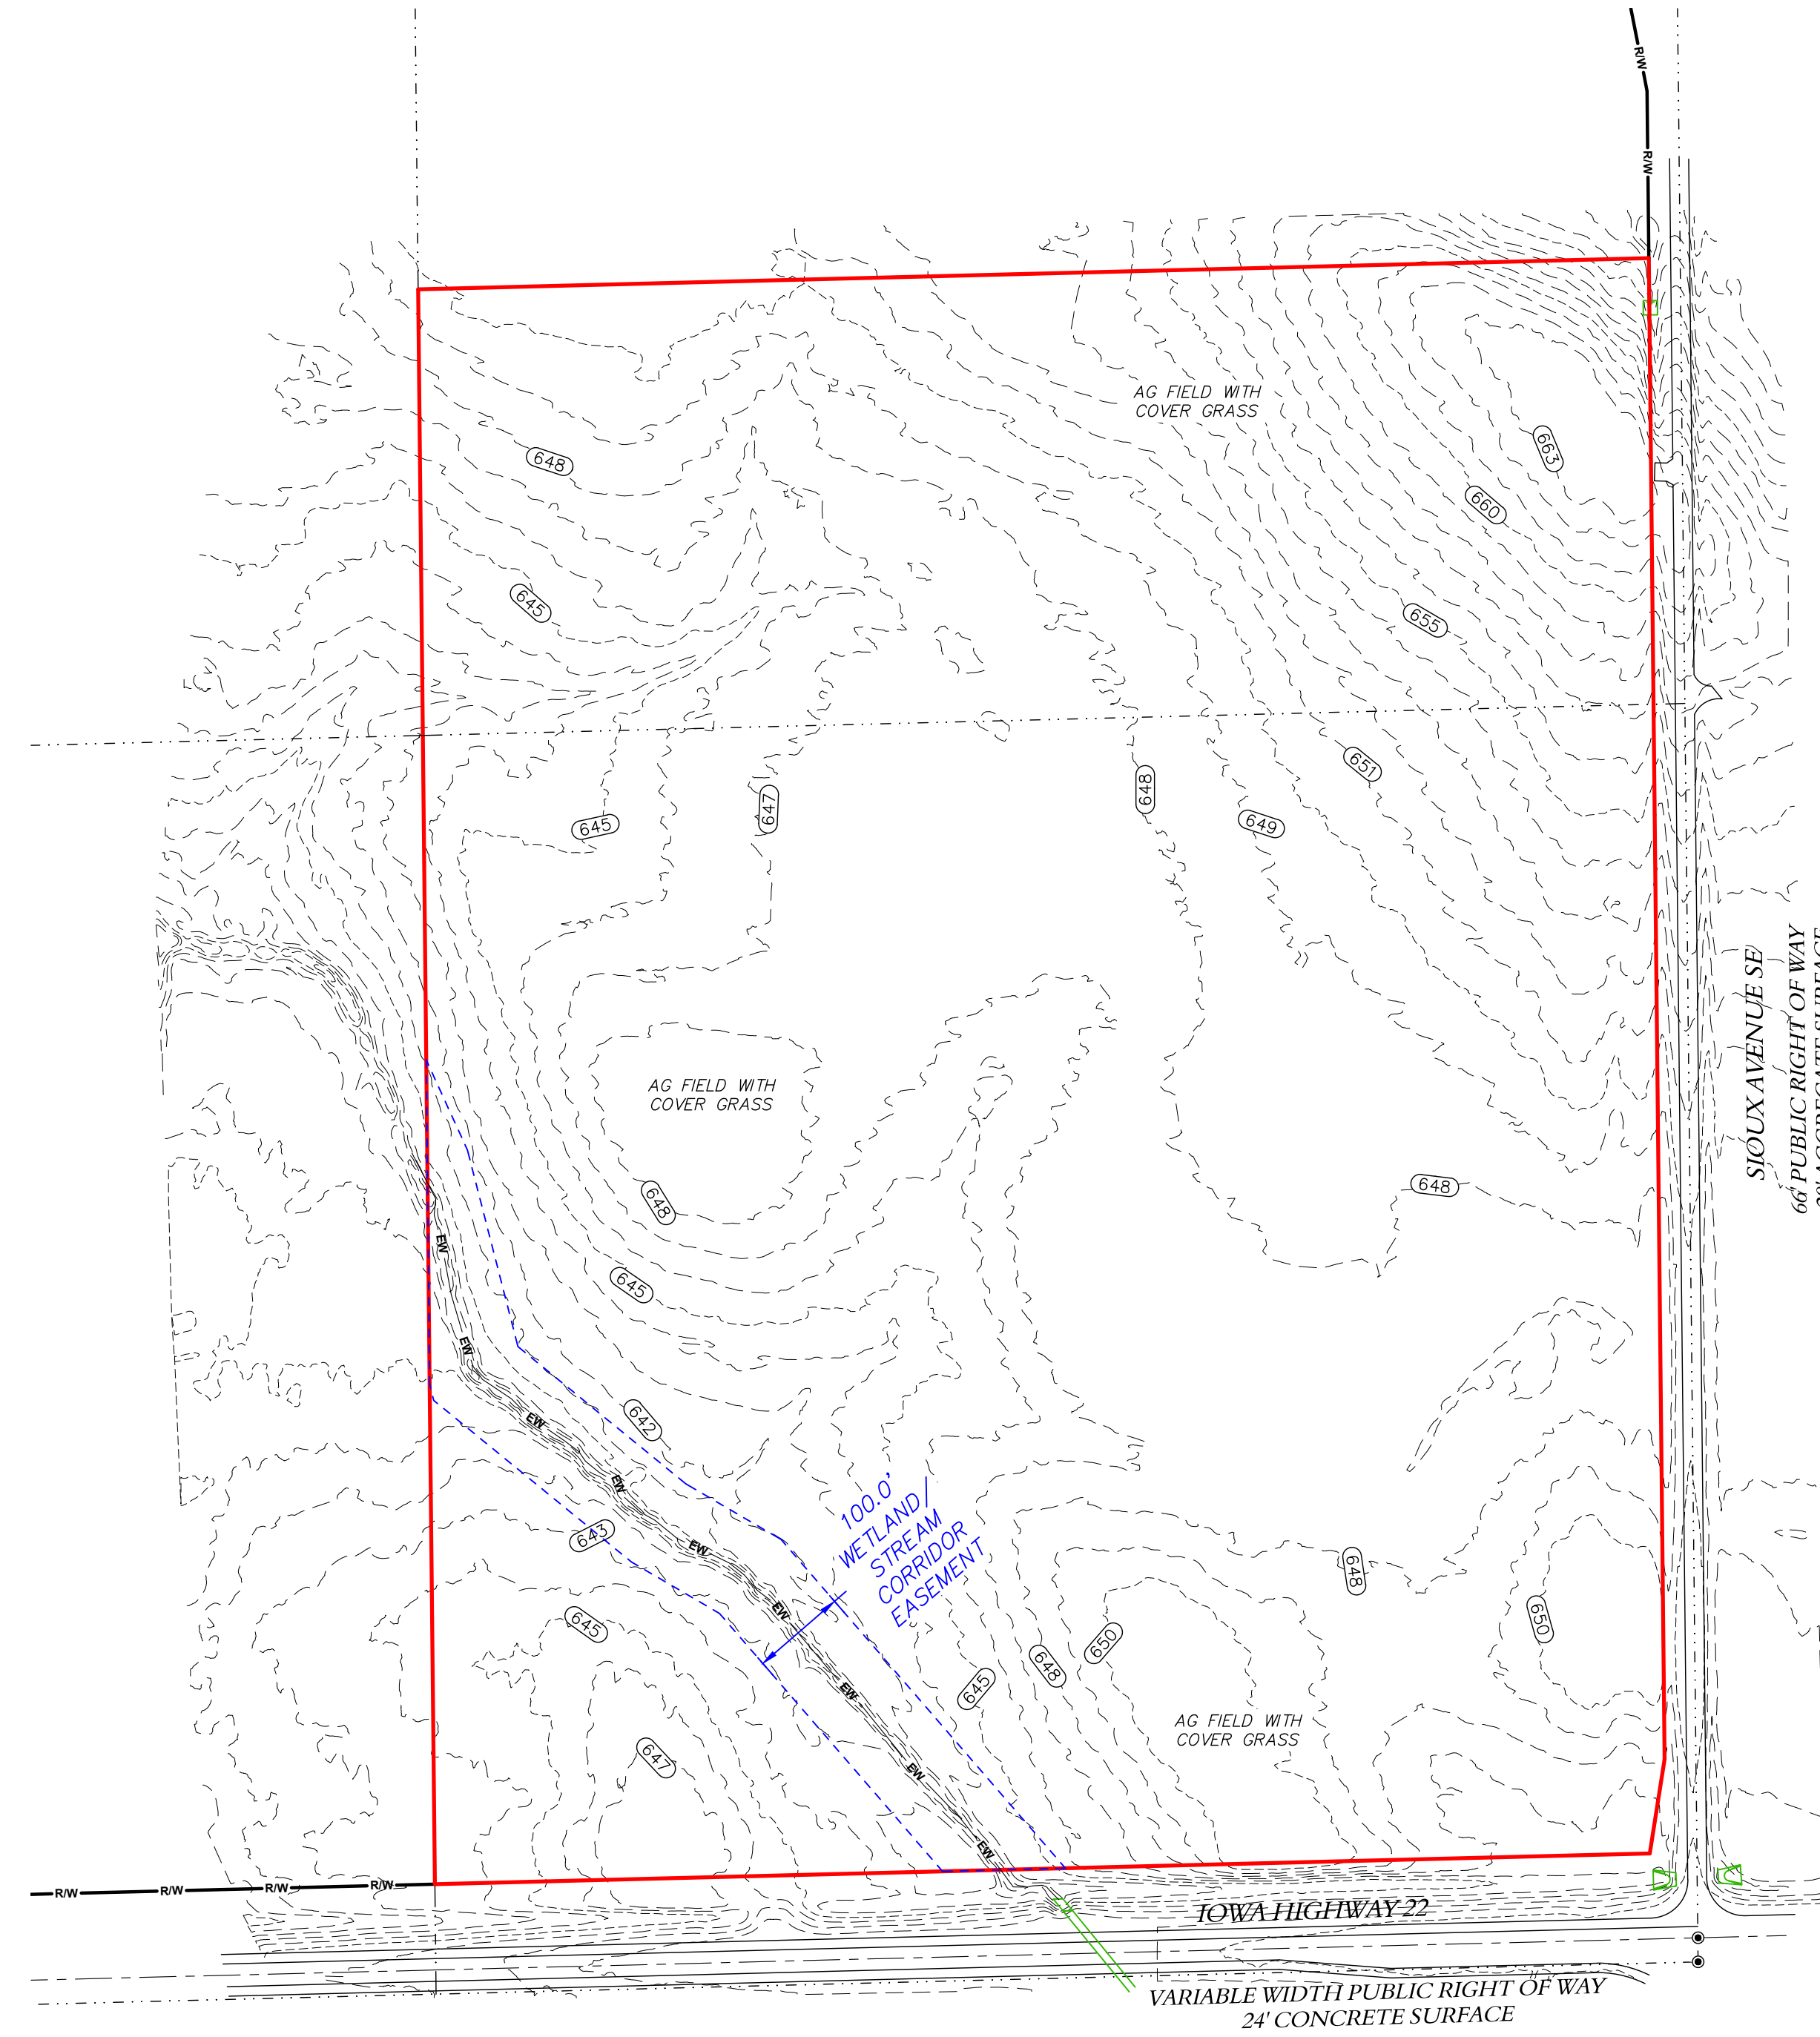 R/W
R/W
AG FIELD WITH
COVER GRASS
663
648
660
645
655
651
648
647
649
645
SIOUX AVENUE SE
66' PUBLIC RIGHT OF WAY
AG FIELD WITH
COVER GRASS
648
648
EW
645
EW
642
EW
100.0'
WETLAND/
STREAM
CORRIDOR
EASEMENT
EW
643
EW
648
EW
645
650
650
648
645
EW
AG FIELD WITH
COVER GRASS
647
EW
EW
R/W
R/W
R/W
R/W
IOWA HIGHWAY 22
VARIABLE WIDTH PUBLIC RIGHT OF WAY
24' CONCRETE SURFACE